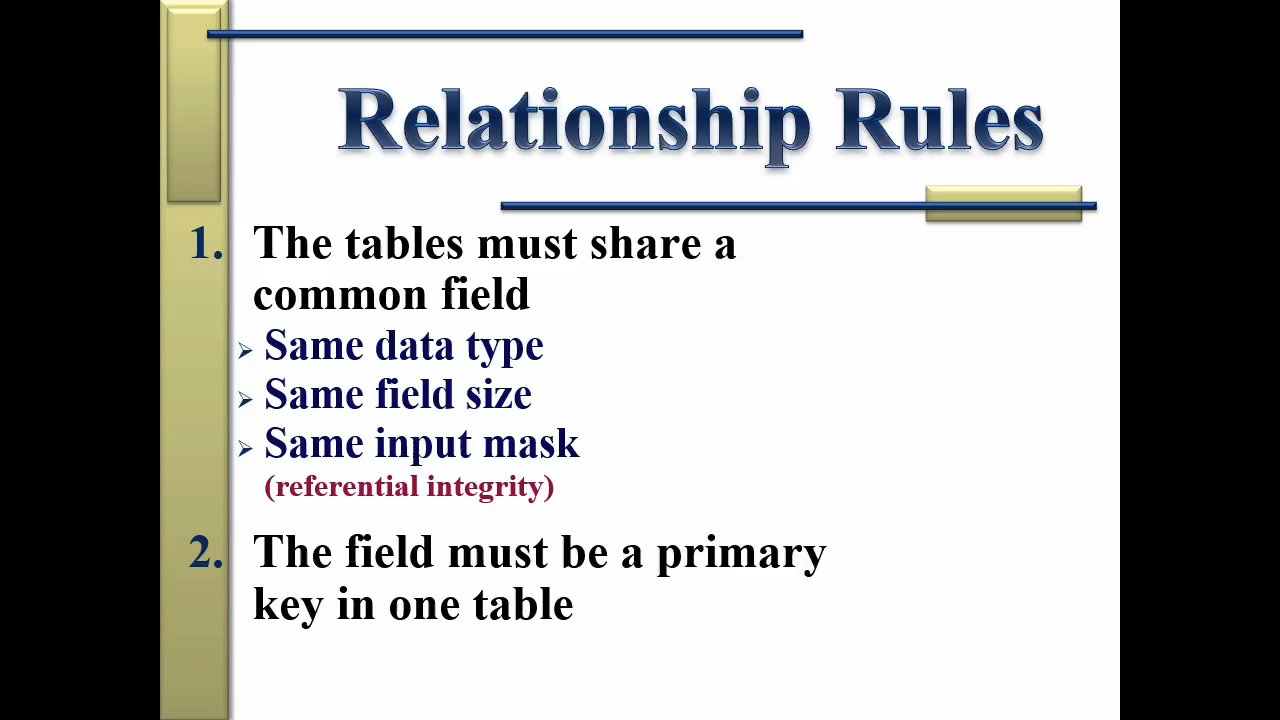 Relationship Rules
1. The tables must share a
common field
➢ Same data type
➢ Same field size
➢ Same input mask
(referential integrity)
2. The field must be a primary
key in one table